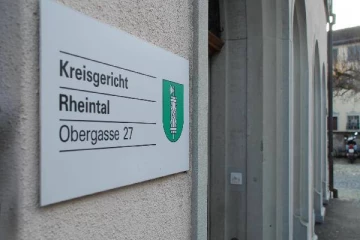 Kreisgericht
Rheintal
Obergasse 27